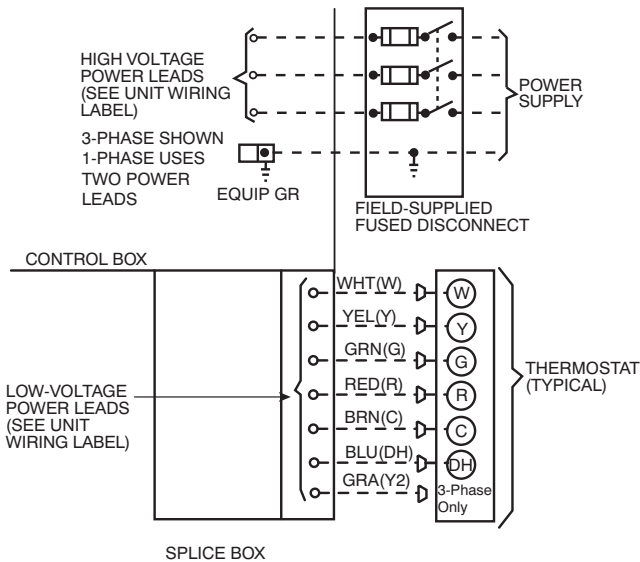 HIGH VOLTAGE
POWER LEADS
(SEE UNIT WIRING
LABEL)
POWER
SUPPLY
3-PHASE SHOWN
1-PHASE USES
TWO POWER
LEADS
EQUIP GR
FIELD-SUPPLIED
FUSED DISCONNECT
CONTROL BOX
WHT(W)
W
YEL(Y)
Y
GRN(G)
G
RED(R)
R
BRN(C)
C
BLU(DH)
DH
GRA(Y2)
3-Phase
Only
THERMOSTAT
(TYPICAL)
LOW-VOLTAGE
POWER LEADS
(SEE UNIT
WIRING LABEL)
SPLICE BOX